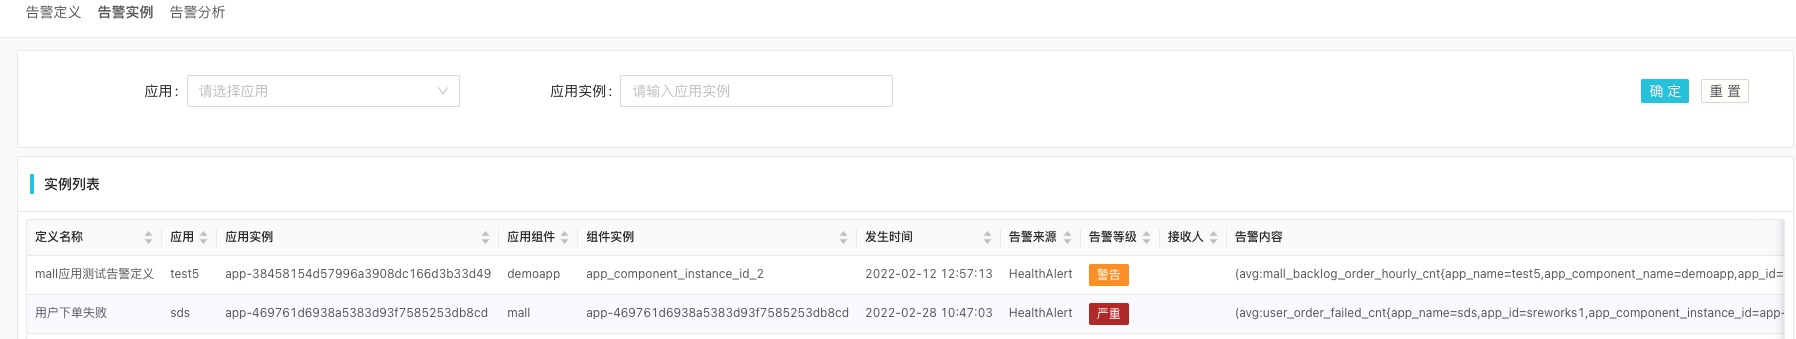 告警定义 告警实例 告警分析
应用: 请选择应用 应用实例: 请输入应用实例 确 定 重 置
实例列表
定义名称 应用 应用实例 应用组件 组件实例 发生时间 告警来源 告警等级 接收人 告警内容
mall应用测试告警定义 test5 app-38458154d57996a3908dc166d3b33d49 demoapp app_component_instance_id_2 2022-02-12 12:57:13 HealthAlert 警告 (avg:mall_backlog_order_hourly_cnt{app_name=test5,app_component_name=demoapp,app_id=
用户下单失败 sds app-469761d6938a5383d93f7585253db8cd mall app-469761d6938a5383d93f7585253db8cd 2022-02-28 10:47:03 HealthAlert 严重 (avg:user_order_failed_cnt{app_name=sds,app_id=sreworks1,app_component_instance_id=app-